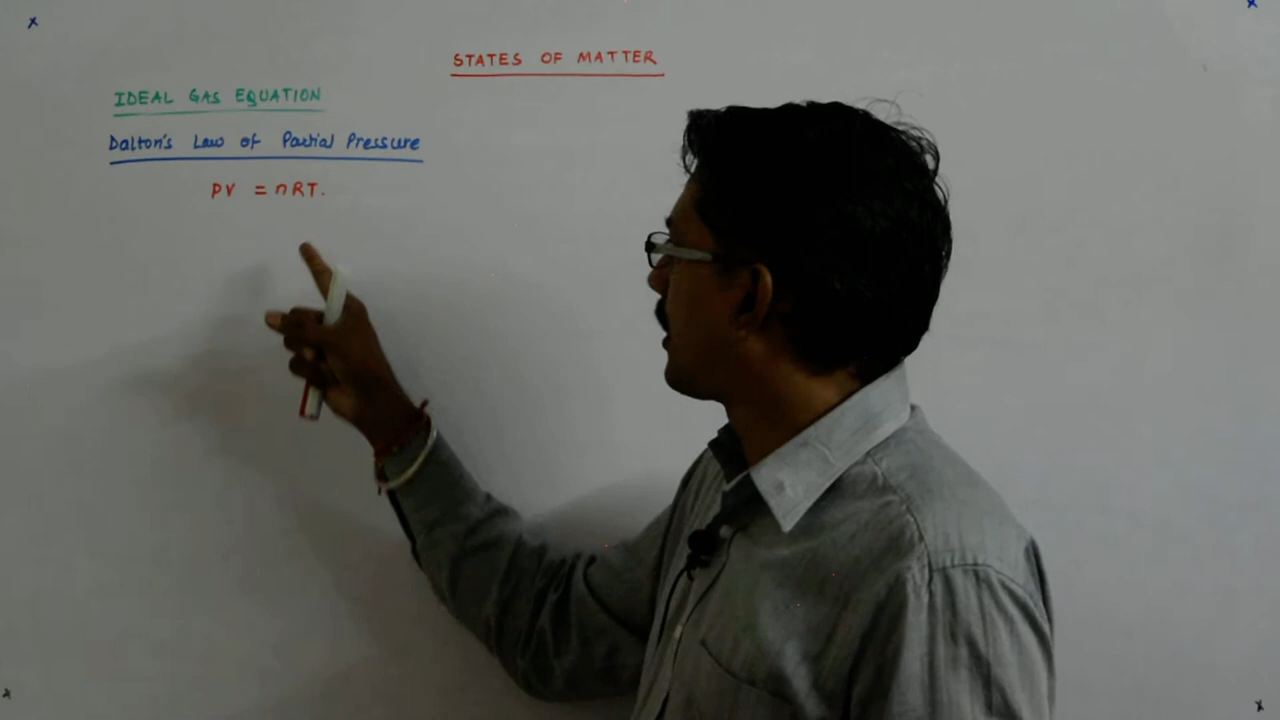 STATES OF MATTER
IDEAL GAS EQUATION
Dalton's Law of Partial Pressure
PV = nRT.